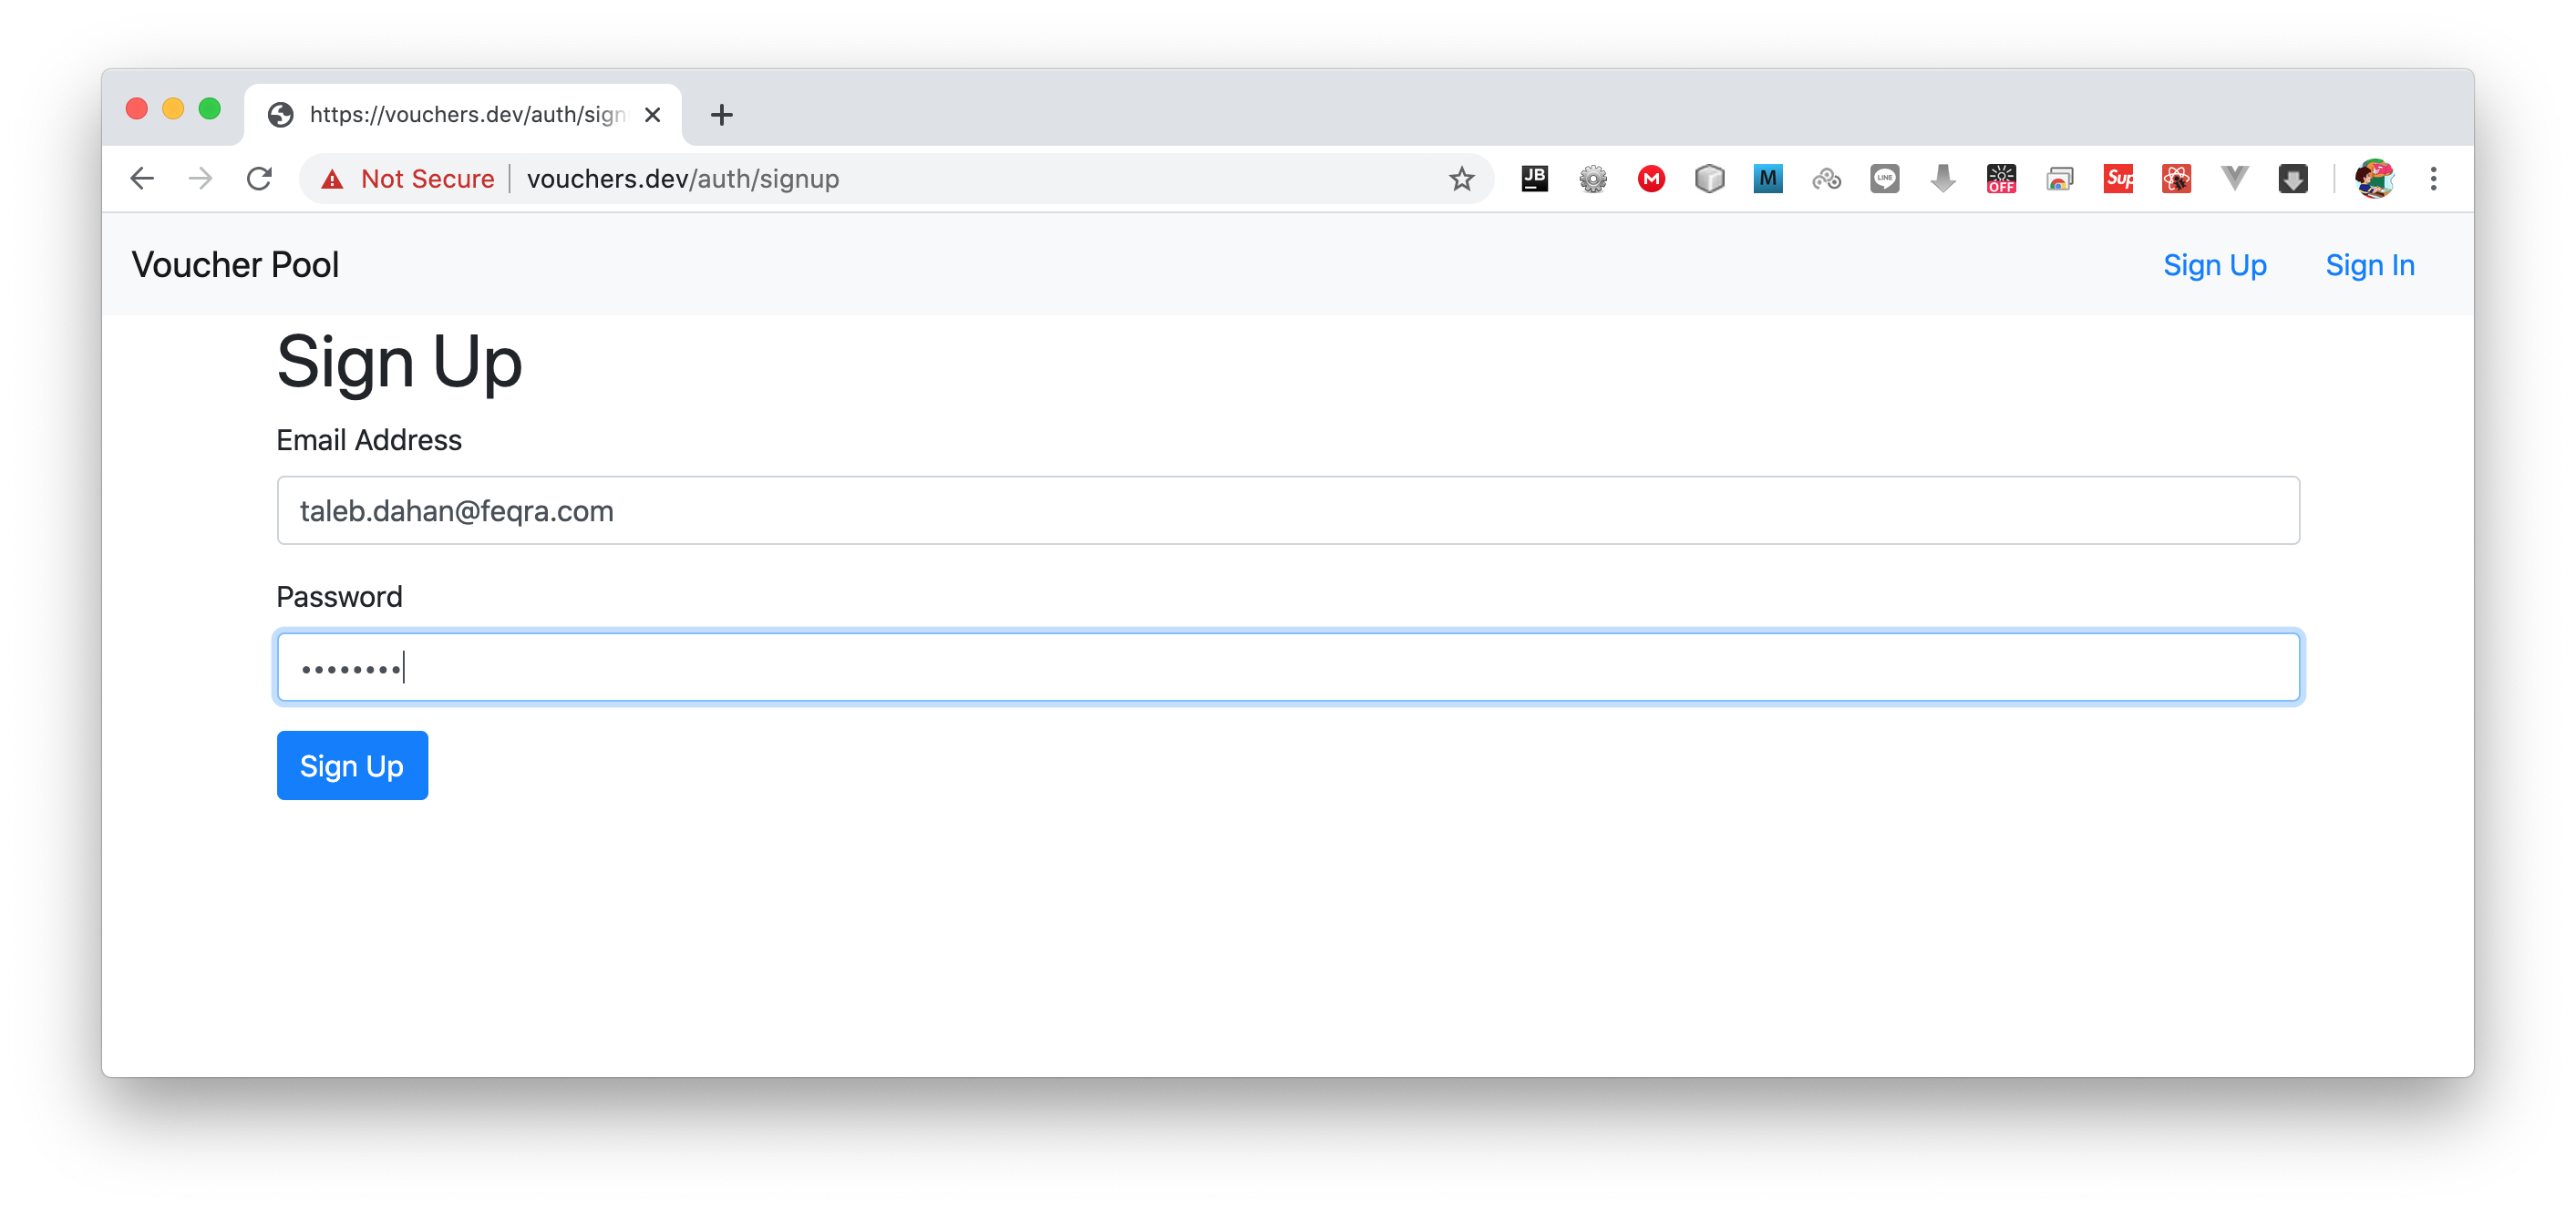 https://vouchers.dev/auth/sign
Not Secure vouchers.dev/auth/signup
JB
M
M
LINE
OFF
Sup
Voucher Pool
Sign Up
Sign In
Sign Up
Email Address
taleb.dahan@feqra.com
Password
••••••••
Sign Up